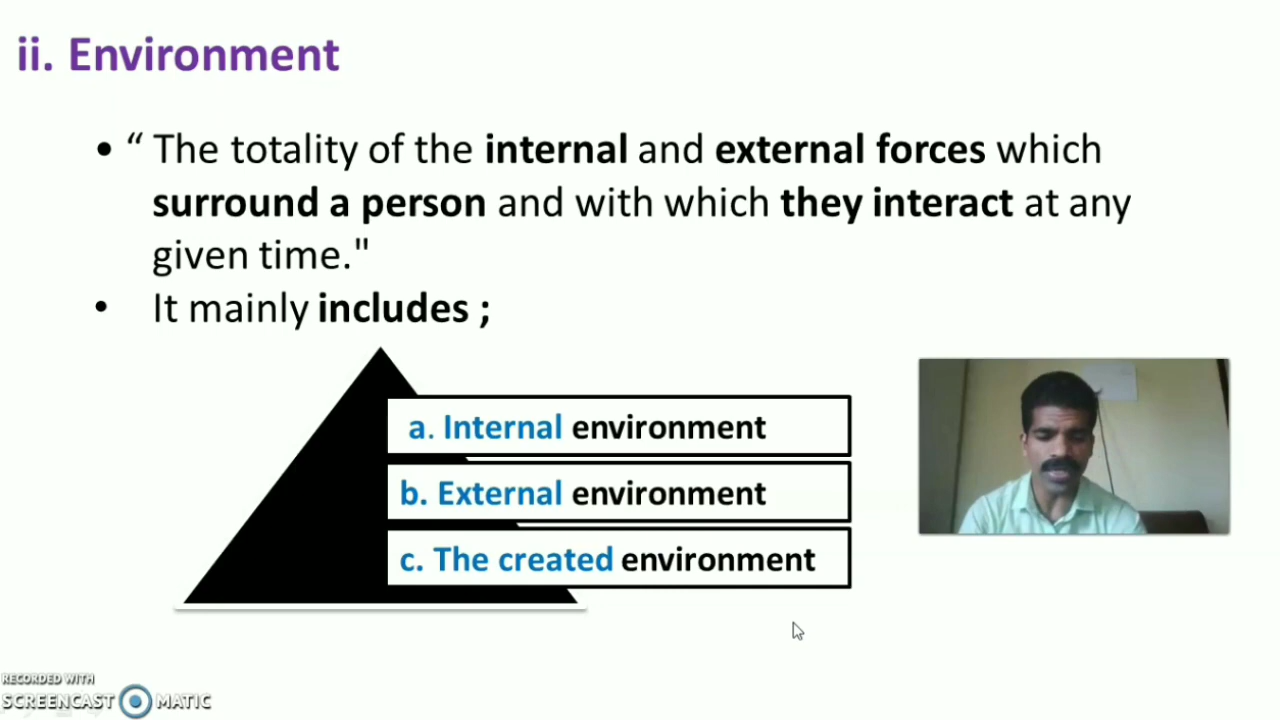 ii. Environment
• “ The totality of the internal and external forces which
surround a person and with which they interact at any
given time."
• It mainly includes ;
a. Internal environment
b. External environment
c. The created environment
RECORDED WITH
SCREENCAST MATIC